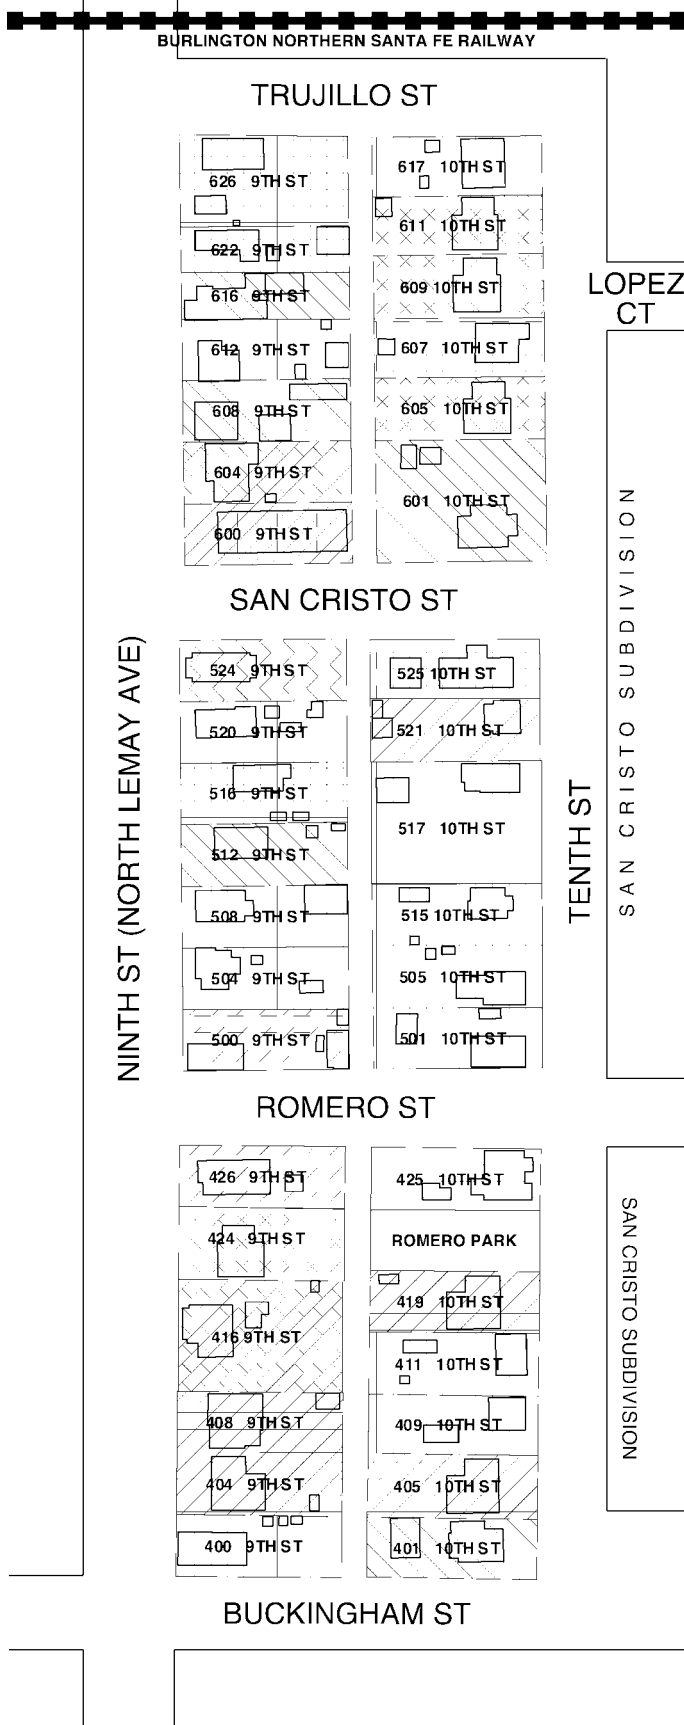 BURLINGTON NORTHERN SANTA FE RAILWAY
TRUJILLO ST
626 9TH ST
617 10TH ST
622 9TH ST
611 10TH ST
616 9TH ST
609 10TH ST
LOPEZ
CT
612 9TH ST
607 10TH ST
608 9TH ST
605 10TH ST
604 9TH ST
601 10TH ST
600 9TH ST
SAN CRISTO ST
524 9TH ST
525 10TH ST
520 9TH ST
521 10TH ST
516 9TH ST
517 10TH ST
512 9TH ST
508 9TH ST
515 10TH ST
504 9TH ST
505 10TH ST
500 9TH ST
501 10TH ST
NINTH ST (NORTH LEMAY AVE)
TENTH ST
SAN CRISTO SUBDIVISION
ROMERO ST
426 9TH ST
425 10TH ST
424 9TH ST
ROMERO PARK
419 10TH ST
416 9TH ST
411 10TH ST
408 9TH ST
409 10TH ST
404 9TH ST
405 10TH ST
400 9TH ST
401 10TH ST
SAN CRISTO SUBDIVISION
BUCKINGHAM ST